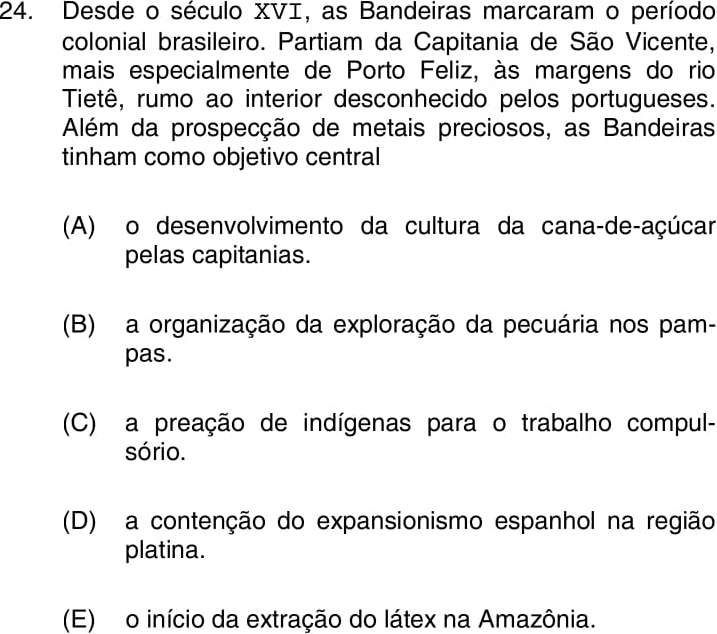 24. Desde o século XVI, as Bandeiras marcaram o período
colonial brasileiro. Partiam da Capitania de São Vicente,
mais especialmente de Porto Feliz, às margens do rio
Tietê, rumo ao interior desconhecido pelos portugueses.
Além da prospecção de metais preciosos, as Bandeiras
tinham como objetivo central
(A) o desenvolvimento da cultura da cana-de-açúcar
pelas capitanias.
(B) a organização da exploração da pecuária nos pam-
pas.
(C) a preação de indígenas para o trabalho compul-
sório.
(D) a contenção do expansionismo espanhol na região
platina.
(E) o início da extração do látex na Amazônia.